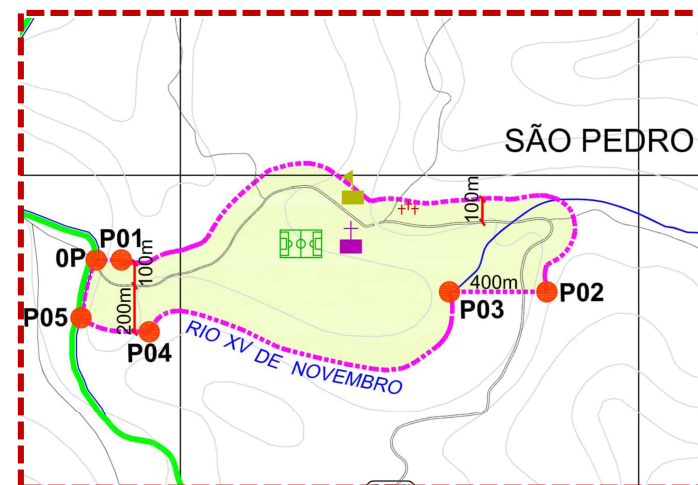 SÃO PEDRO
100m
P01
0P
100m
400m
P03
P02
200m
P05
P04
RIO XV DE NOVEMBRO